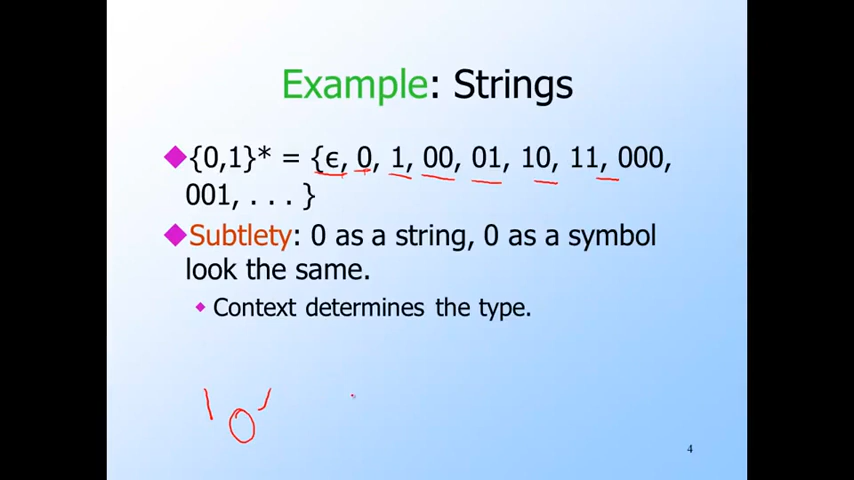 Example: Strings
{0,1}* = {ϵ, 0, 1, 00, 01, 10, 11, 000,
001, . . . }
Subtlety: 0 as a string, 0 as a symbol
look the same.
Context determines the type.
'0'
4